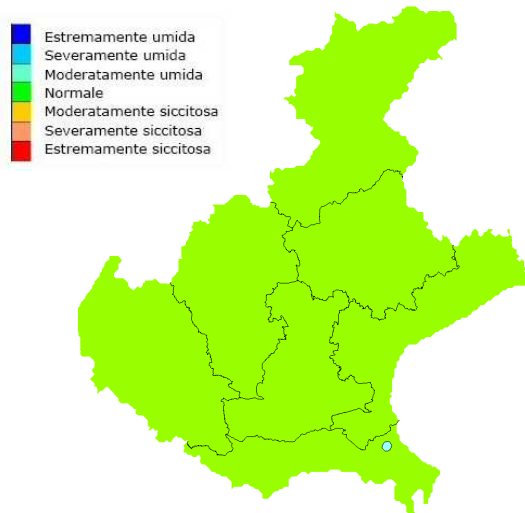 Estremamente umida
Severamente umida
Moderatamente umida
Normale
Moderatamente siccitosa
Severamente siccitosa
Estremamente siccitosa